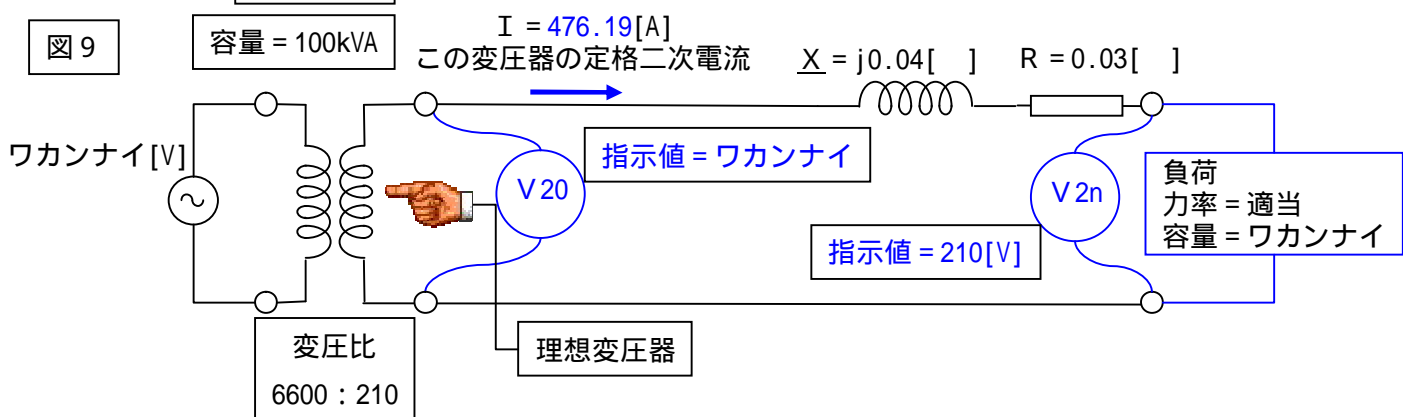 図9
容量 = 100kVA
I = 476.19[A]
この変圧器の定格二次電流
X = j0.04[ ]
R = 0.03[ ]
ワカンナイ[V]
指示値 = ワカンナイ
V20
V2n
負荷
力率 = 適当
容量 = ワカンナイ
指示値 = 210[V]
変圧比
6600 : 210
理想変圧器